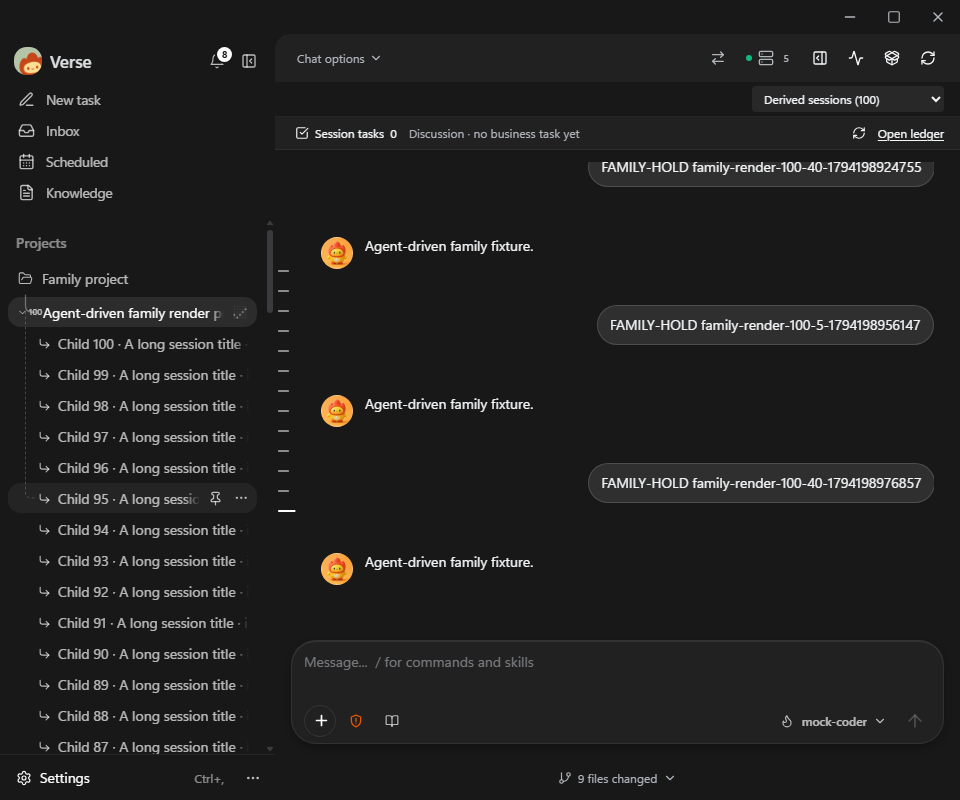 Verse
8
New task
Inbox
Scheduled
Knowledge
Projects
Family project
100 Agent-driven family render p
Child 100 · A long session title
Child 99 · A long session title ·
Child 98 · A long session title ·
Child 97 · A long session title ·
Child 96 · A long session title ·
Child 95 · A long sessio
Child 94 · A long session title ·
Child 93 · A long session title ·
Child 92 · A long session title ·
Child 91 · A long session title · i
Child 90 · A long session title ·
Child 89 · A long session title ·
Child 88 · A long session title ·
Child 87 · A long session title ·
Settings
Ctrl+,
Chat options
5
Derived sessions (100)
Session tasks 0 Discussion · no business task yet
Open ledger
FAMILY-HOLD family-render-100-40-1794198924755
Agent-driven family fixture.
FAMILY-HOLD family-render-100-5-1794198956147
Agent-driven family fixture.
FAMILY-HOLD family-render-100-40-1794198976857
Agent-driven family fixture.
Message... / for commands and skills
mock-coder
9 files changed